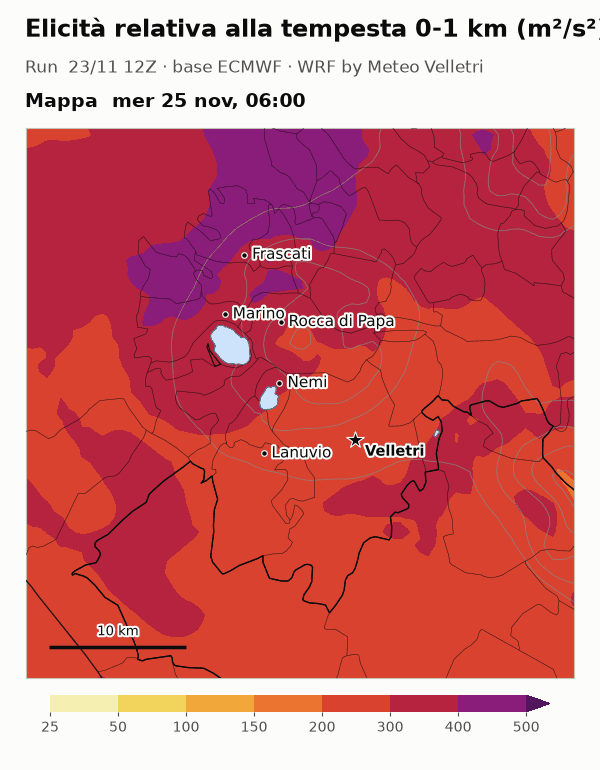 Elicità relativa alla tempesta 0-1 km (m²/s²)
Run  23/11 12Z · base ECMWF · WRF by Meteo Velletri
Mappa  mer 25 nov, 06:00
Frascati
Marino
Rocca di Papa
Nemi
Velletri
Lanuvio
10 km
25 50 100 150 200 300 400 500